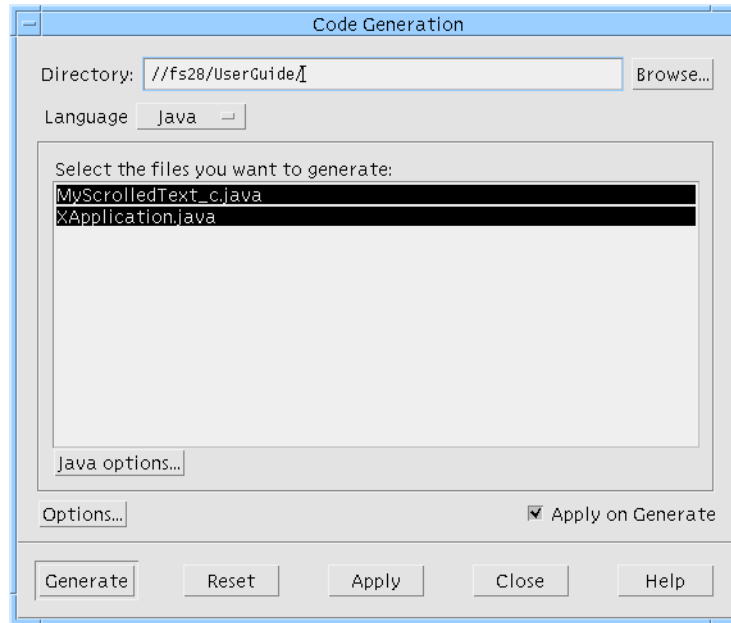 Code Generation
Directory: //fs28/UserGuide/ Browse...
Language Java
Select the files you want to generate:
MyScrolledText_c.java
XApplication.java
Java options...
Options... Apply on Generate
Generate Reset Apply Close Help